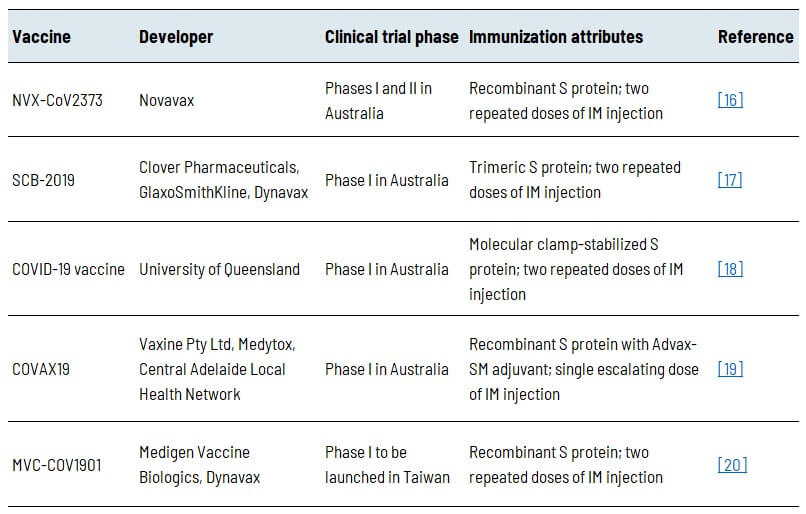 Vaccine Developer Clinical trial phase Immunization attributes Reference
NVX-CoV2373
Novavax
Phases I and II in
Australia
Recombinant S protein; two
repeated doses of IM injection
[16]
SCB-2019
Clover Pharmaceuticals,
GlaxoSmithKline, Dynavax
Phase I in Australia
Trimeric S protein; two repeated
doses of IM injection
[17]
COVID-19 vaccine
University of Queensland
Phase I in Australia
Molecular clamp-stabilized S
protein; two repeated doses of IM
injection
[18]
COVAX19
Vaxine Pty Ltd, Medytox,
Central Adelaide Local
Health Network
Phase I in Australia
Recombinant S protein with Advax-
SM adjuvant; single escalating dose
of IM injection
[19]
MVC-COV1901
Medigen Vaccine
Biologics, Dynavax
Phase I to be
launched in Taiwan
Recombinant S protein; two
repeated doses of IM injection
[20]